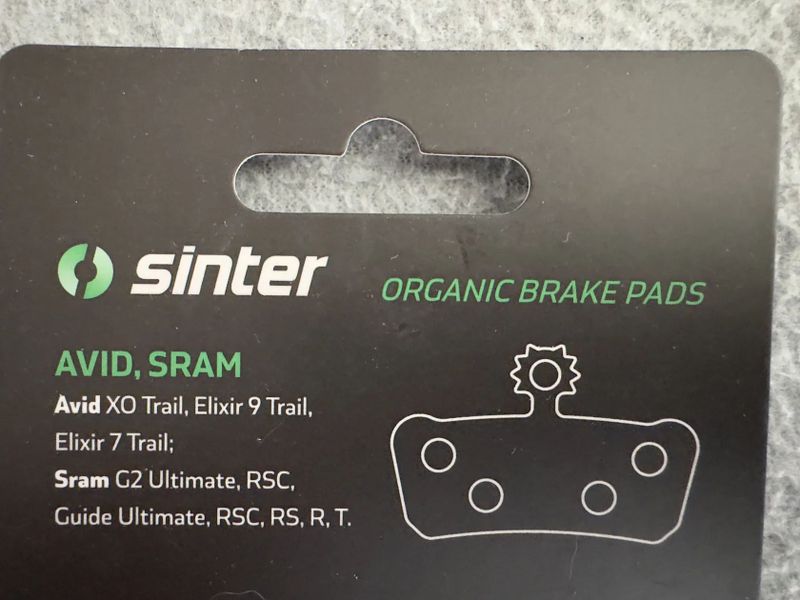 sinter
ORGANIC BRAKE PADS
AVID, SRAM
Avid XO Trail, Elixir 9 Trail,
Elixir 7 Trail;
Sram G2 Ultimate, RSC,
Guide Ultimate, RSC, RS, R, T.